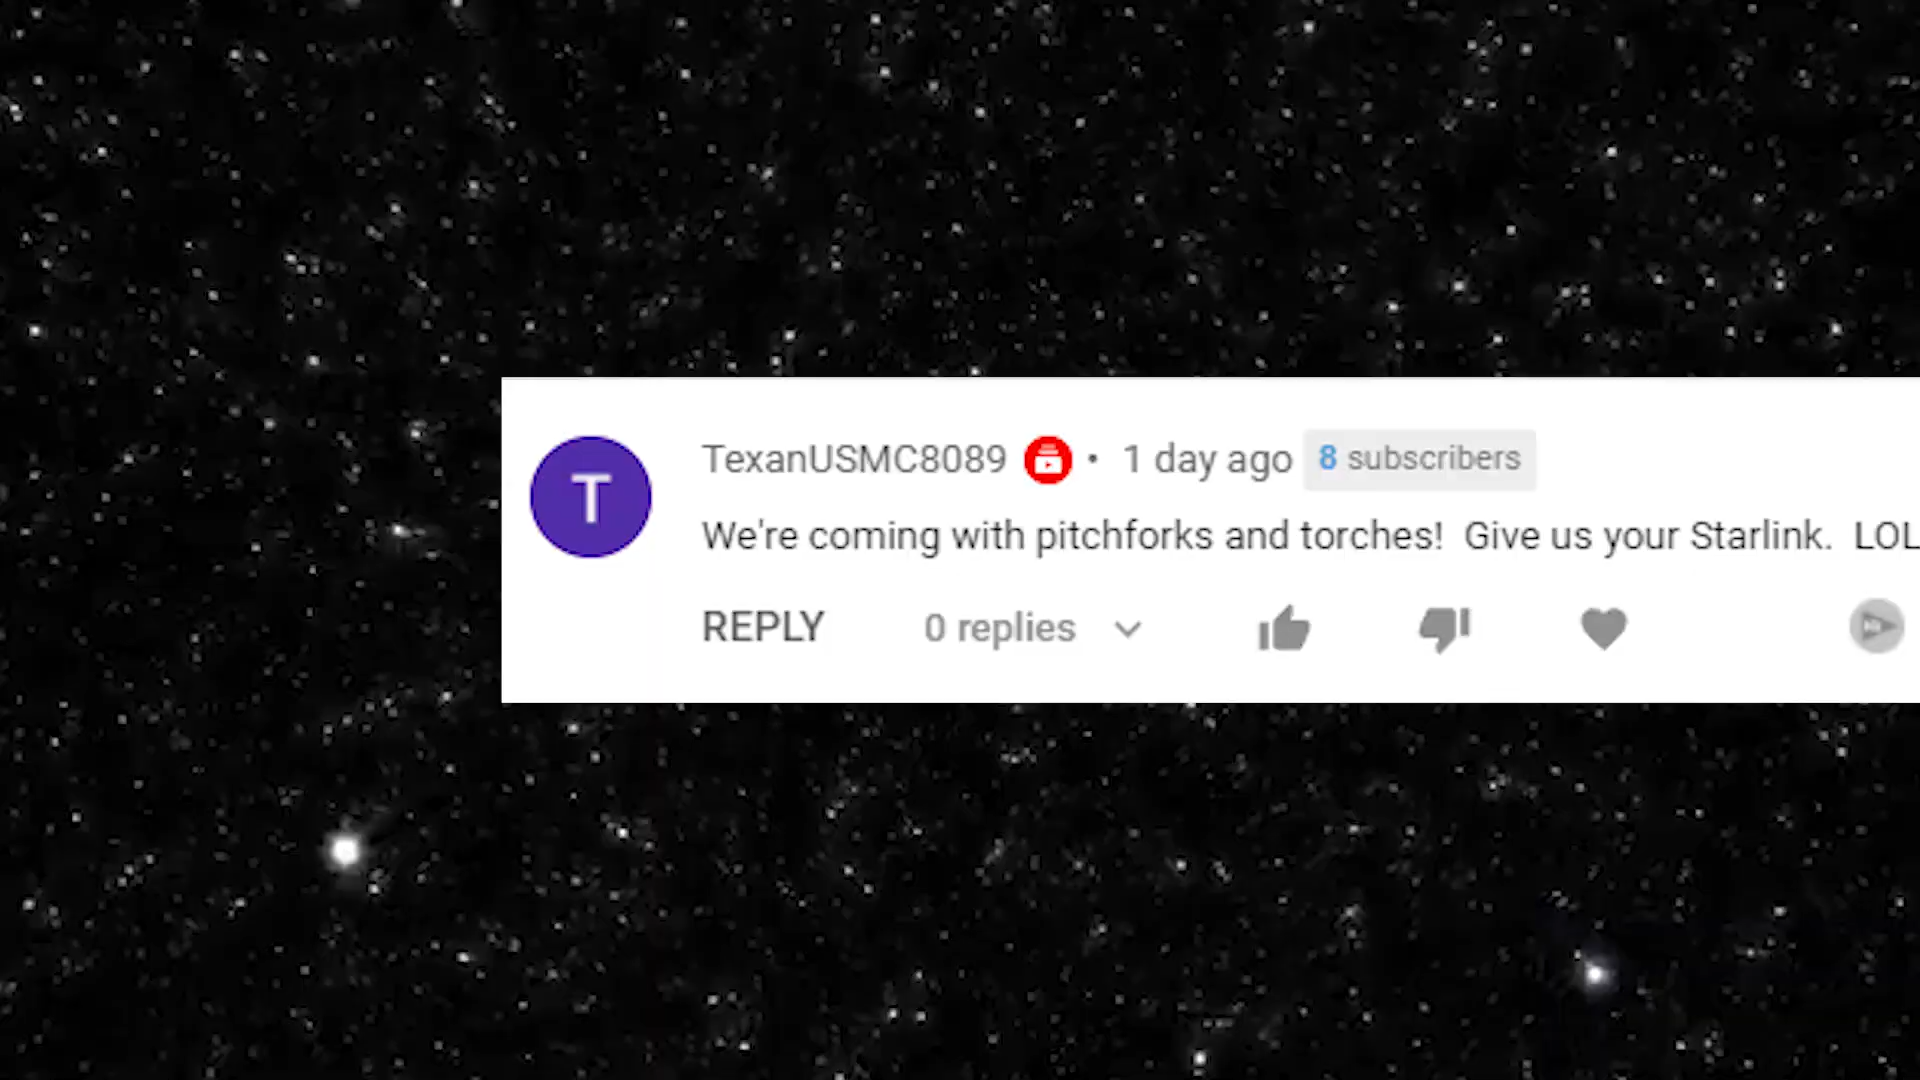 T
TexanUSMC8089 • 1 day ago 8 subscribers
We're coming with pitchforks and torches!  Give us your Starlink.  LOL
REPLY 0 replies